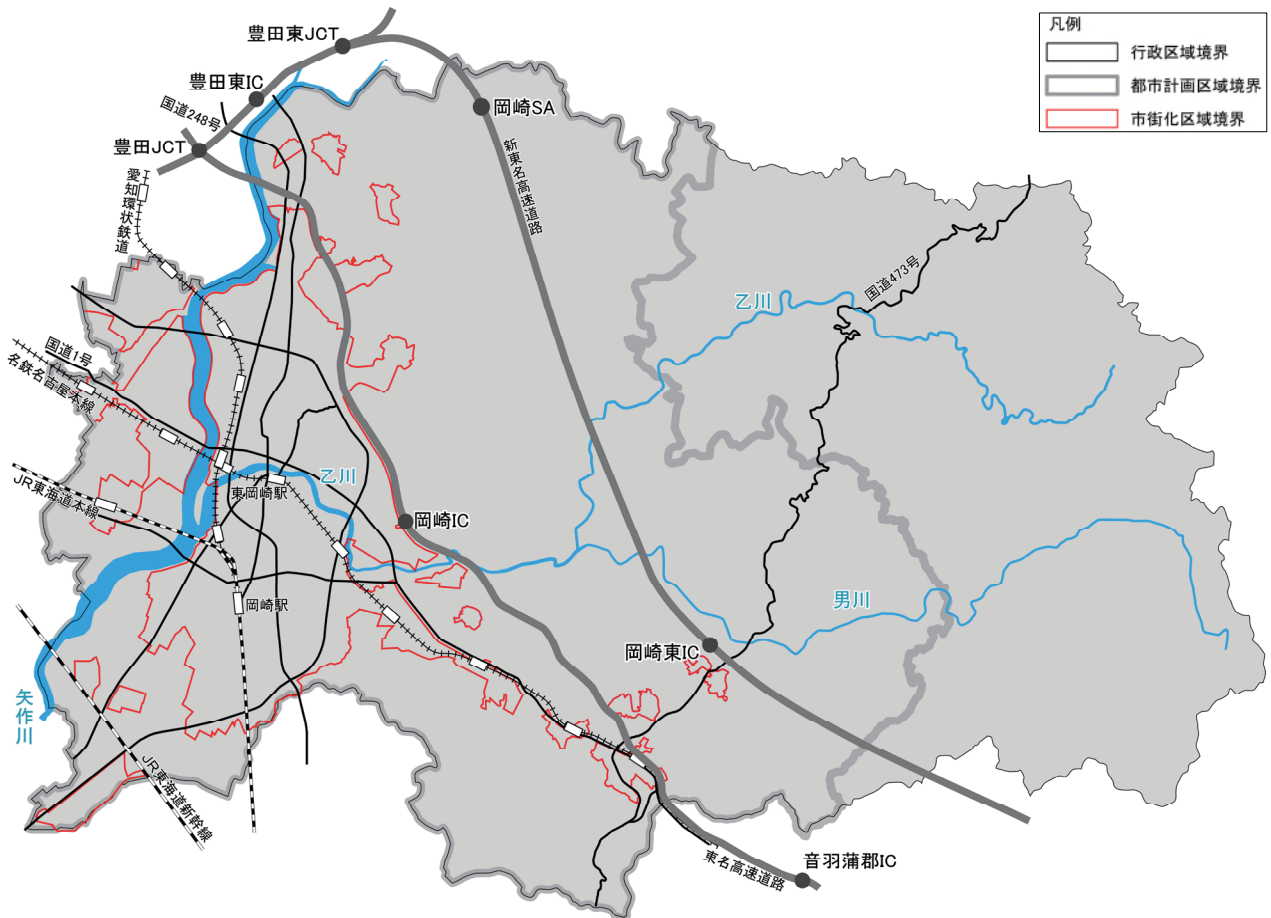 凡例
行政区域境界
都市計画区域境界
市街化区域境界
豊田東JCT
豊田東IC
国道248号
豊田JCT
岡崎SA
新東名高速道路
愛知環状鉄道
国道473号
乙川
国道1号
名鉄名古屋本線
乙川
東岡崎駅
JR東海道本線
岡崎IC
岡崎駅
男川
岡崎東IC
矢作川
JR東海道新幹線
東名高速道路
音羽蒲郡IC